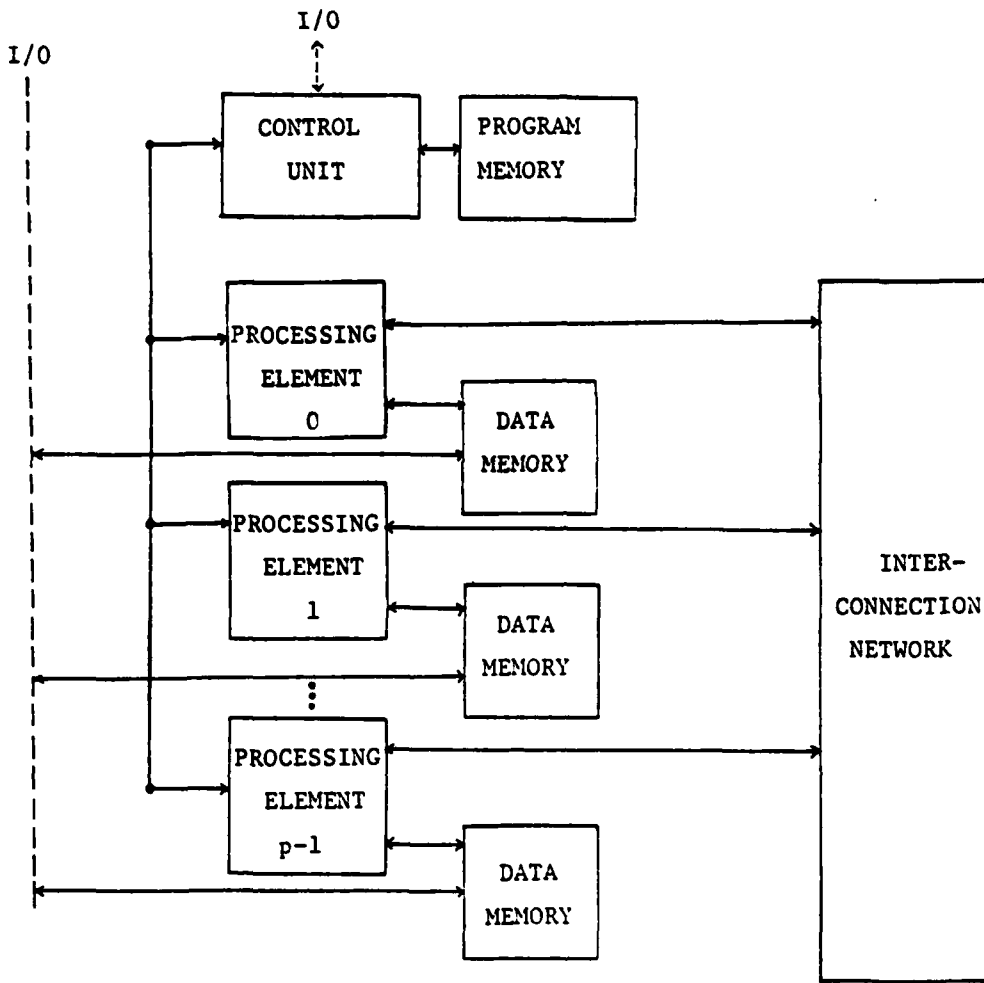 I/O
I/O
CONTROL
UNIT
PROGRAM
MEMORY
PROCESSING
ELEMENT
0
DATA
MEMORY
PROCESSING
ELEMENT
1
DATA
MEMORY
PROCESSING
ELEMENT
p-1
DATA
MEMORY
INTER-
CONNECTION
NETWORK